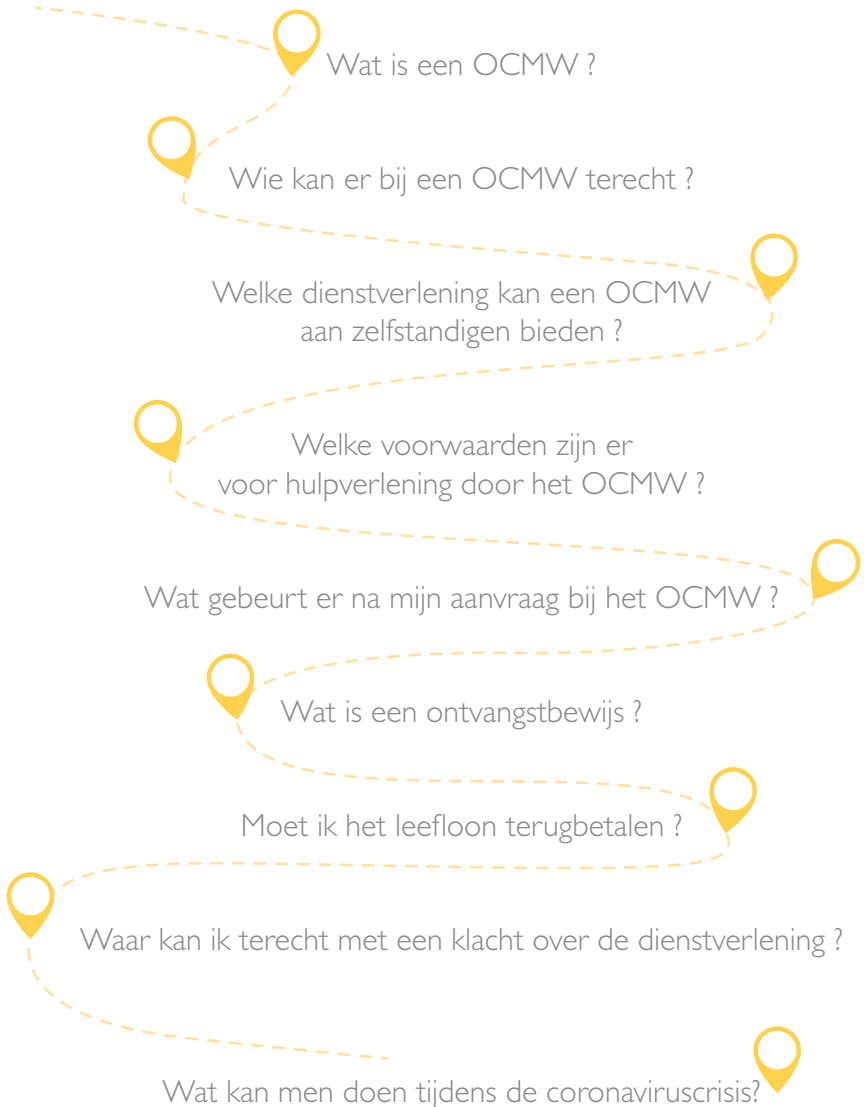 Wat is een OCMW ?
Wie kan er bij een OCMW terecht ?
Welke dienstverlening kan een OCMW
aan zelfstandigen bieden ?
Welke voorwaarden zijn er
voor hulpverlening door het OCMW ?
Wat gebeurt er na mijn aanvraag bij het OCMW ?
Wat is een ontvangstbewijs ?
Moet ik het leefloon terugbetalen ?
Waar kan ik terecht met een klacht over de dienstverlening ?
Wat kan men doen tijdens de coronaviruscrisis?